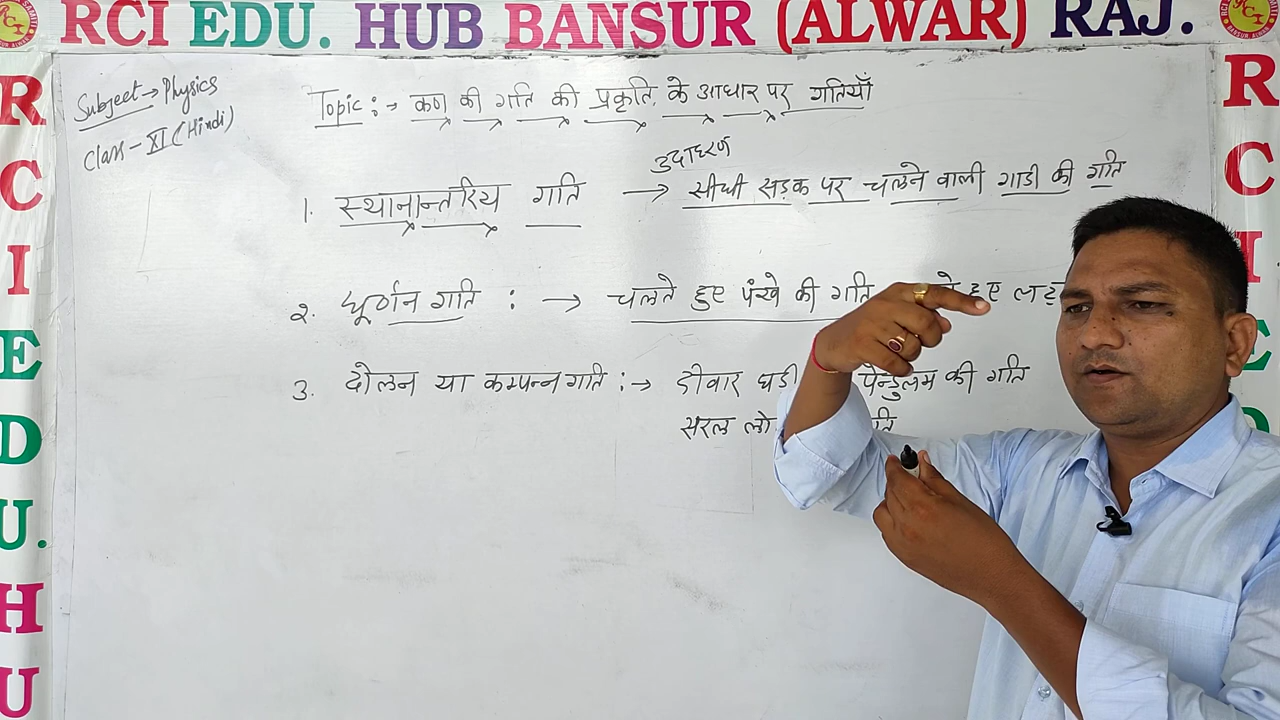 RCI EDU. HUB BANSUR (ALWAR) RAJ.
Subject → Physics
Class - XI (Hindi)
Topic :→ कण की गति की प्रकृति के आधार पर गतियाँ
उदाहरण
1. स्थानान्तरिय गति → सीधी सड़क पर चलने वाली गाडी की गति
2. घूर्णन गति : → चलते हुए पंखे की गति हुए
3. दोलन या कम्पन्न गति :→ दीवार घडी पेन्डुलम की गति
सरल
R C I E D U. H U
R C I E D